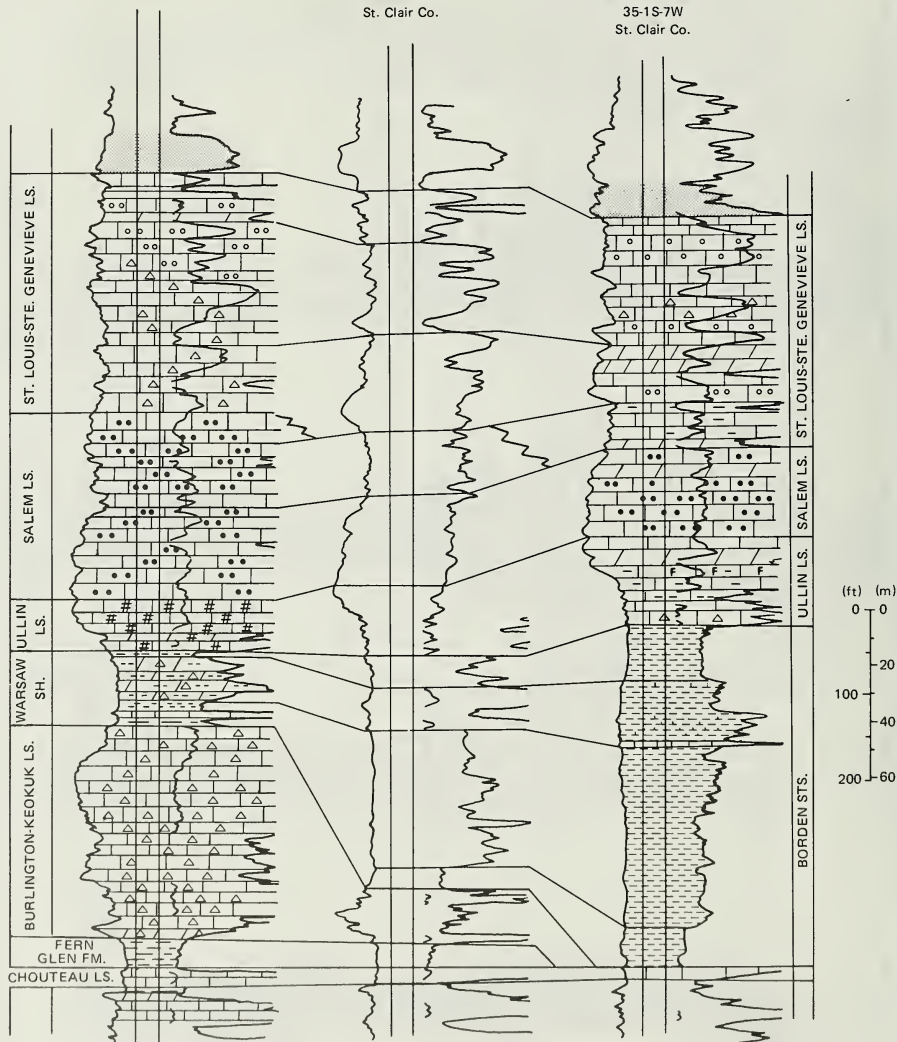 St. Clair Co.
35-1S-7W
St. Clair Co.
ST. LOUIS-STE. GENEVIEVE LS.
SALEM LS.
ULLIN LS.
WARSAW SH.
BURLINGTON-KEOKUK LS.
FERN
GLEN FM.
CHOUTEAU LS.
F F F
ST. LOUIS-STE. GENEVIEVE LS.
SALEM LS.
ULLIN LS.
BORDEN STS.
(ft) (m)
0 0
20
100
40
200 60